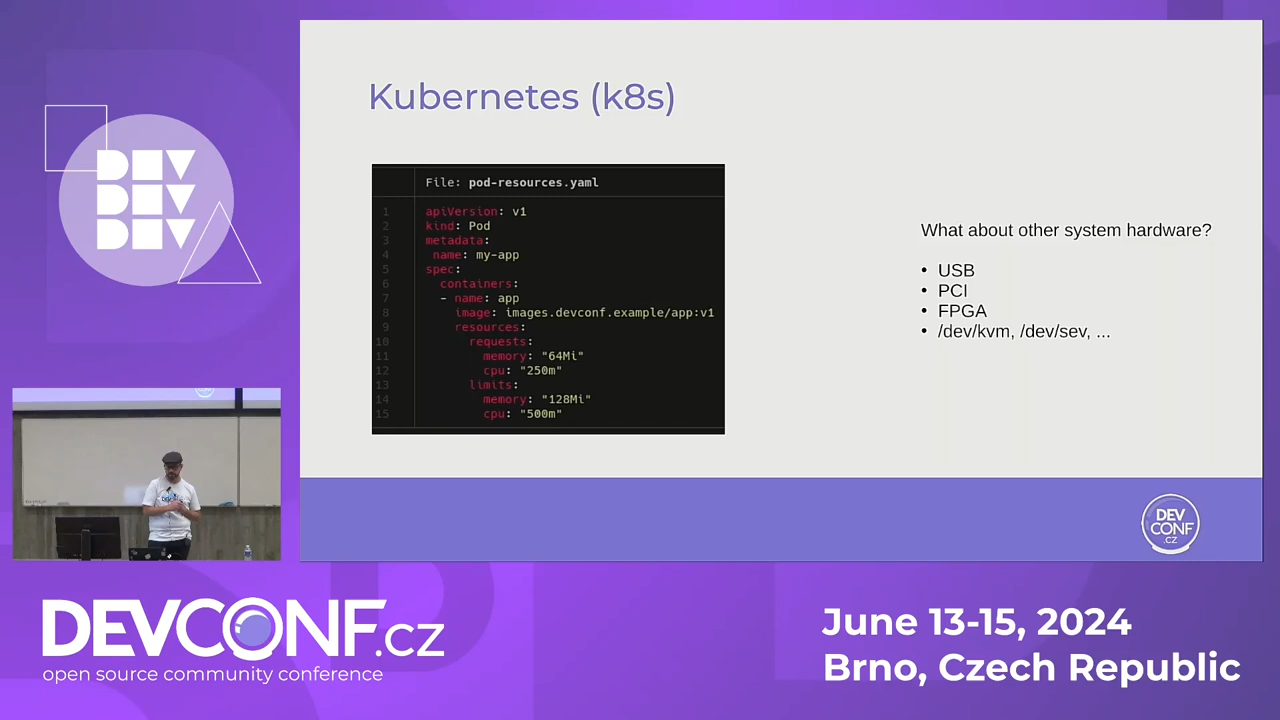 DEV
DEV
DEV
Kubernetes (k8s)
File: pod-resources.yaml
1 apiVersion: v1
2 kind: Pod
3 metadata:
4 name: my-app
5 spec:
6 containers:
7 - name: app
8 image: images.devconf.example/app:v1
9 resources:
10 requests:
11 memory: "64Mi"
12 cpu: "250m"
13 limits:
14 memory: "128Mi"
15 cpu: "500m"
What about other system hardware?
• USB
• PCI
• FPGA
• /dev/kvm, /dev/sev, ...
DEV
CONF
.CZ
DEVCONF.cz
open source community conference
June 13-15, 2024
Brno, Czech Republic